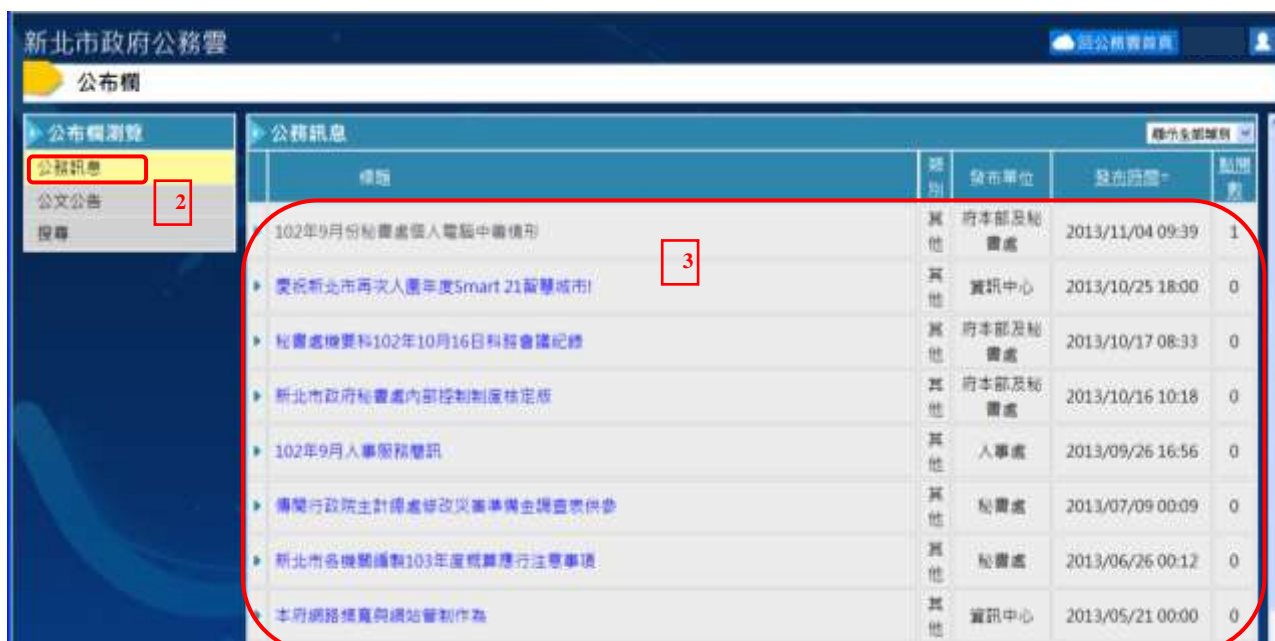 新北市政府公務雲
回公務雲首頁
公布欄
公布欄瀏覽
公務訊息
公文公告
搜尋
2
公務訊息
顯示全部類別
標題
類別
發布單位
發布時間
點閱數
102年9月份秘書處個人電腦中毒情形
其他
府本部及秘書處
2013/11/04 09:39
1
3
慶祝新北市再次入圍年度Smart 21智慧城市!
其他
資訊中心
2013/10/25 18:00
0
秘書處機要科102年10月16日科務會議紀錄
其他
府本部及秘書處
2013/10/17 08:33
0
新北市政府秘書處內部控制制度核定版
其他
府本部及秘書處
2013/10/16 10:18
0
102年9月人事服務簡訊
其他
人事處
2013/09/26 16:56
0
傳閱行政院主計總處修改災害準備金調查表供參
其他
秘書處
2013/07/09 00:09
0
新北市各機關編製103年度概算應行注意事項
其他
秘書處
2013/06/26 00:12
0
本府網路頻寬與網站管制作為
其他
資訊中心
2013/05/21 00:00
0